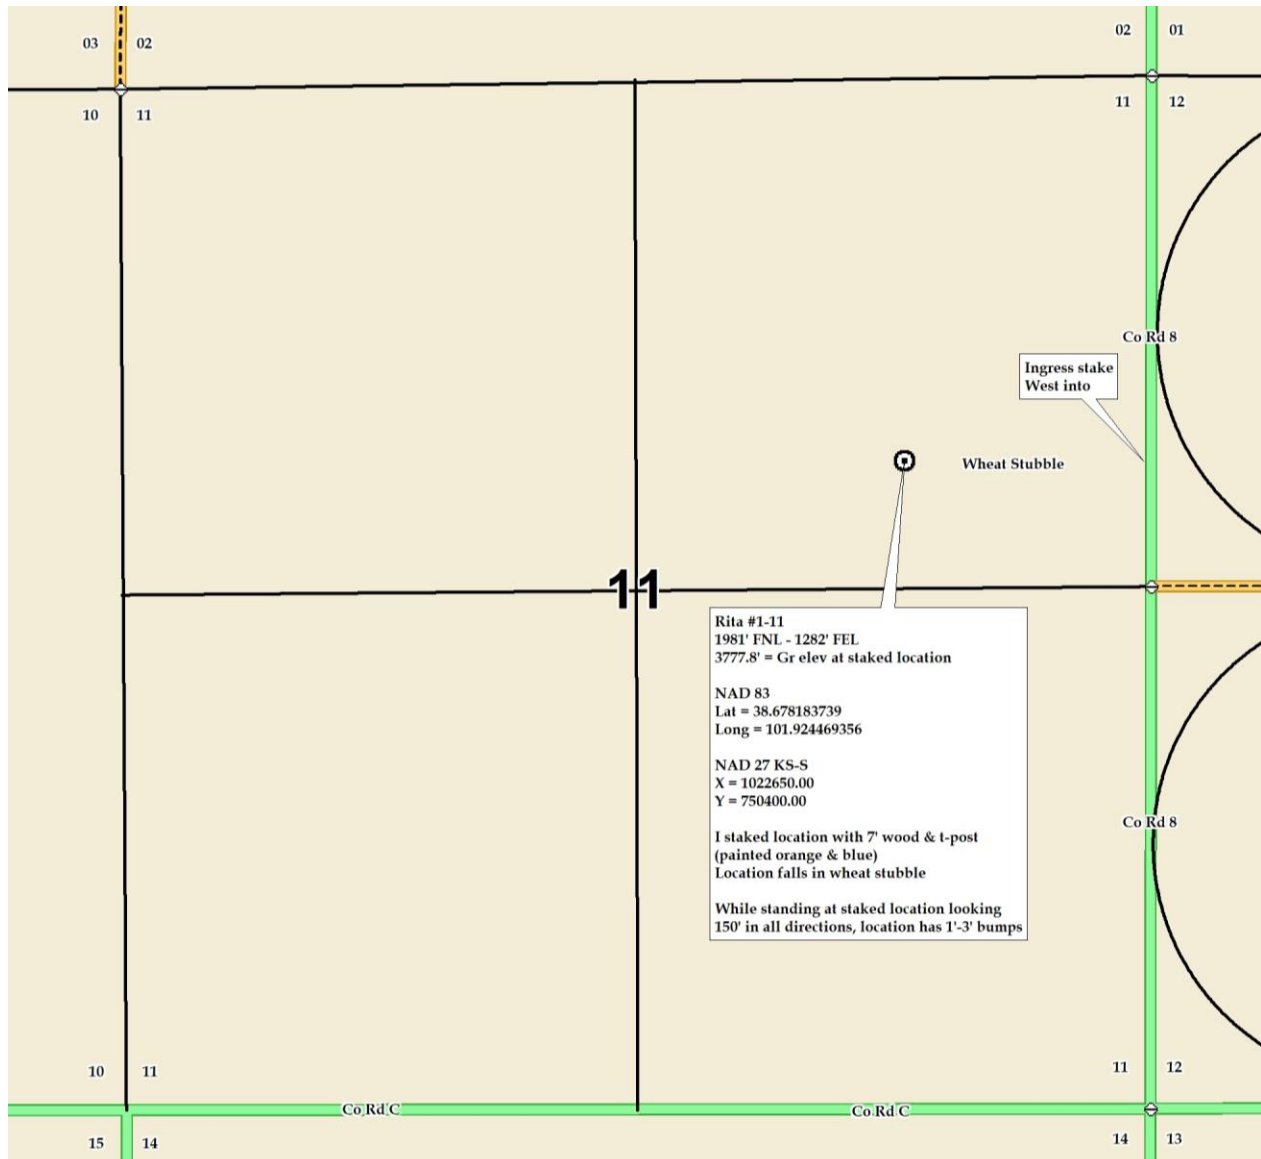 03 02
02 01
10 11
11 12
Co Rd 8
Ingress stake
West into
Wheat Stubble
11
Rita #1-11
1981' FNL - 1282' FEL
3777.8' = Gr elev at staked location
NAD 83
Lat = 38.678183739
Long = 101.924469356
NAD 27 KS-S
X = 1022650.00
Y = 750400.00
I staked location with 7' wood & t-post
(painted orange & blue)
Location falls in wheat stubble
While standing at staked location looking
150' in all directions, location has 1'-3' bumps
Co Rd 8
10 11
11 12
Co Rd C
Co Rd C
15 14
14 13